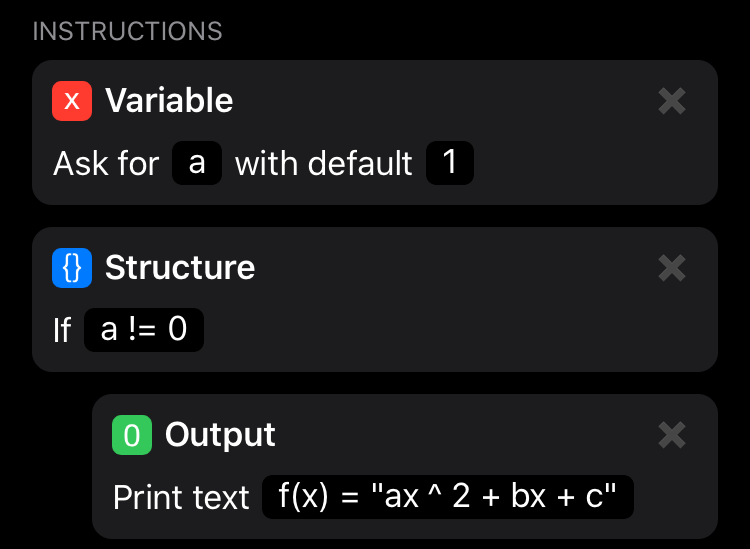 INSTRUCTIONS
x Variable
Ask for a with default 1
{} Structure
If a != 0
0 Output
Print text f(x) = "ax ^ 2 + bx + c"